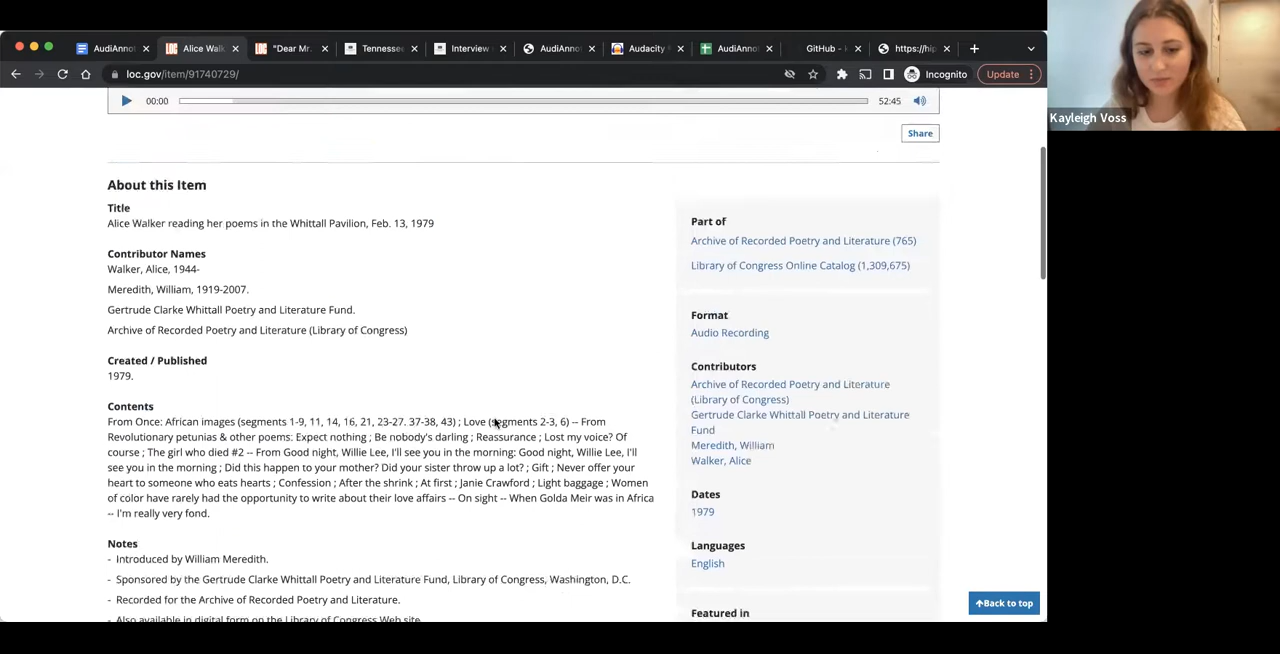 AudiAnno
Alice Walk
"Dear Mr.
Tennessee
Interview
AudiAnno
Audacity
AudiAnno
GitHub - i
https://hip
loc.gov/item/91740729/
Incognito
Update
Kayleigh Voss
00:00
52:45
Share
About this Item
Title
Alice Walker reading her poems in the Whittall Pavilion, Feb. 13, 1979
Contributor Names
Walker, Alice, 1944-
Meredith, William, 1919-2007.
Gertrude Clarke Whittall Poetry and Literature Fund.
Archive of Recorded Poetry and Literature (Library of Congress)
Created / Published
1979.
Contents
From Once: African images (segments 1-9, 11, 14, 16, 21, 23-27. 37-38, 43) ; Love (segments 2-3, 6) -- From
Revolutionary petunias & other poems: Expect nothing ; Be nobody's darling ; Reassurance ; Lost my voice? Of
course ; The girl who died #2 -- From Good night, Willie Lee, I'll see you in the morning: Good night, Willie Lee, I'll
see you in the morning ; Did this happen to your mother? Did your sister throw up a lot? ; Gift ; Never offer your
heart to someone who eats hearts ; Confession ; After the shrink ; At first ; Janie Crawford ; Light baggage ; Women
of color have rarely had the opportunity to write about their love affairs -- On sight -- When Golda Meir was in Africa
-- I'm really very fond.
Notes
- Introduced by William Meredith.
- Sponsored by the Gertrude Clarke Whittall Poetry and Literature Fund, Library of Congress, Washington, D.C.
- Recorded for the Archive of Recorded Poetry and Literature.
- Also available in digital form on the Library of Congress Web site.
Part of
Archive of Recorded Poetry and Literature (765)
Library of Congress Online Catalog (1,309,675)
Format
Audio Recording
Contributors
Archive of Recorded Poetry and Literature
(Library of Congress)
Gertrude Clarke Whittall Poetry and Literature
Fund
Meredith, William
Walker, Alice
Dates
1979
Languages
English
Featured in
Back to top